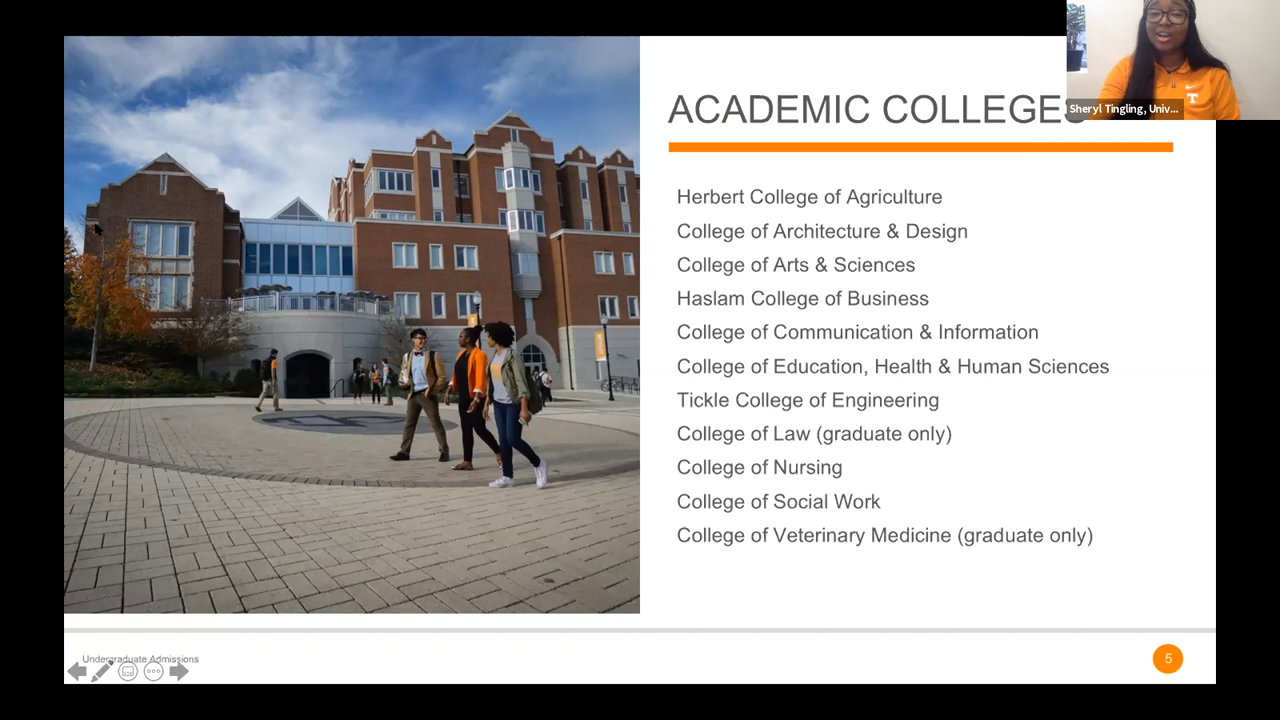 ACADEMIC COLLEGES
Sheryl Tingling, Univ...
T
Herbert College of Agriculture
College of Architecture & Design
College of Arts & Sciences
Haslam College of Business
College of Communication & Information
College of Education, Health & Human Sciences
Tickle College of Engineering
College of Law (graduate only)
College of Nursing
College of Social Work
College of Veterinary Medicine (graduate only)
Undergraduate Admissions
5